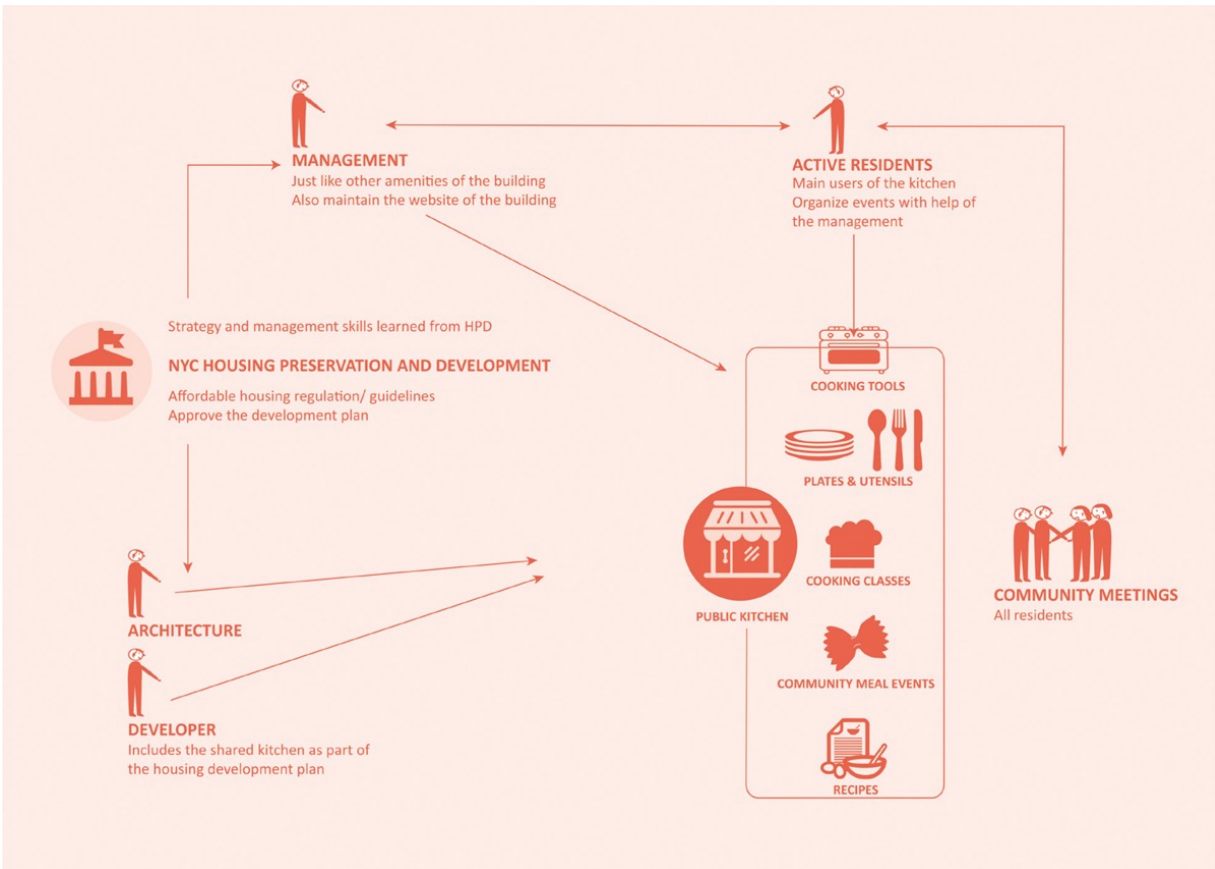 MANAGEMENT
Just like other amenities of the building
Also maintain the website of the building
ACTIVE RESIDENTS
Main users of the kitchen
Organize events with help of
the management
Strategy and management skills learned from HPD
NYC HOUSING PRESERVATION AND DEVELOPMENT
Affordable housing regulation/ guidelines
Approve the development plan
COOKING TOOLS
PLATES & UTENSILS
COOKING CLASSES
PUBLIC KITCHEN
COMMUNITY MEAL EVENTS
RECIPES
COMMUNITY MEETINGS
All residents
ARCHITECTURE
DEVELOPER
Includes the shared kitchen as part of
the housing development plan